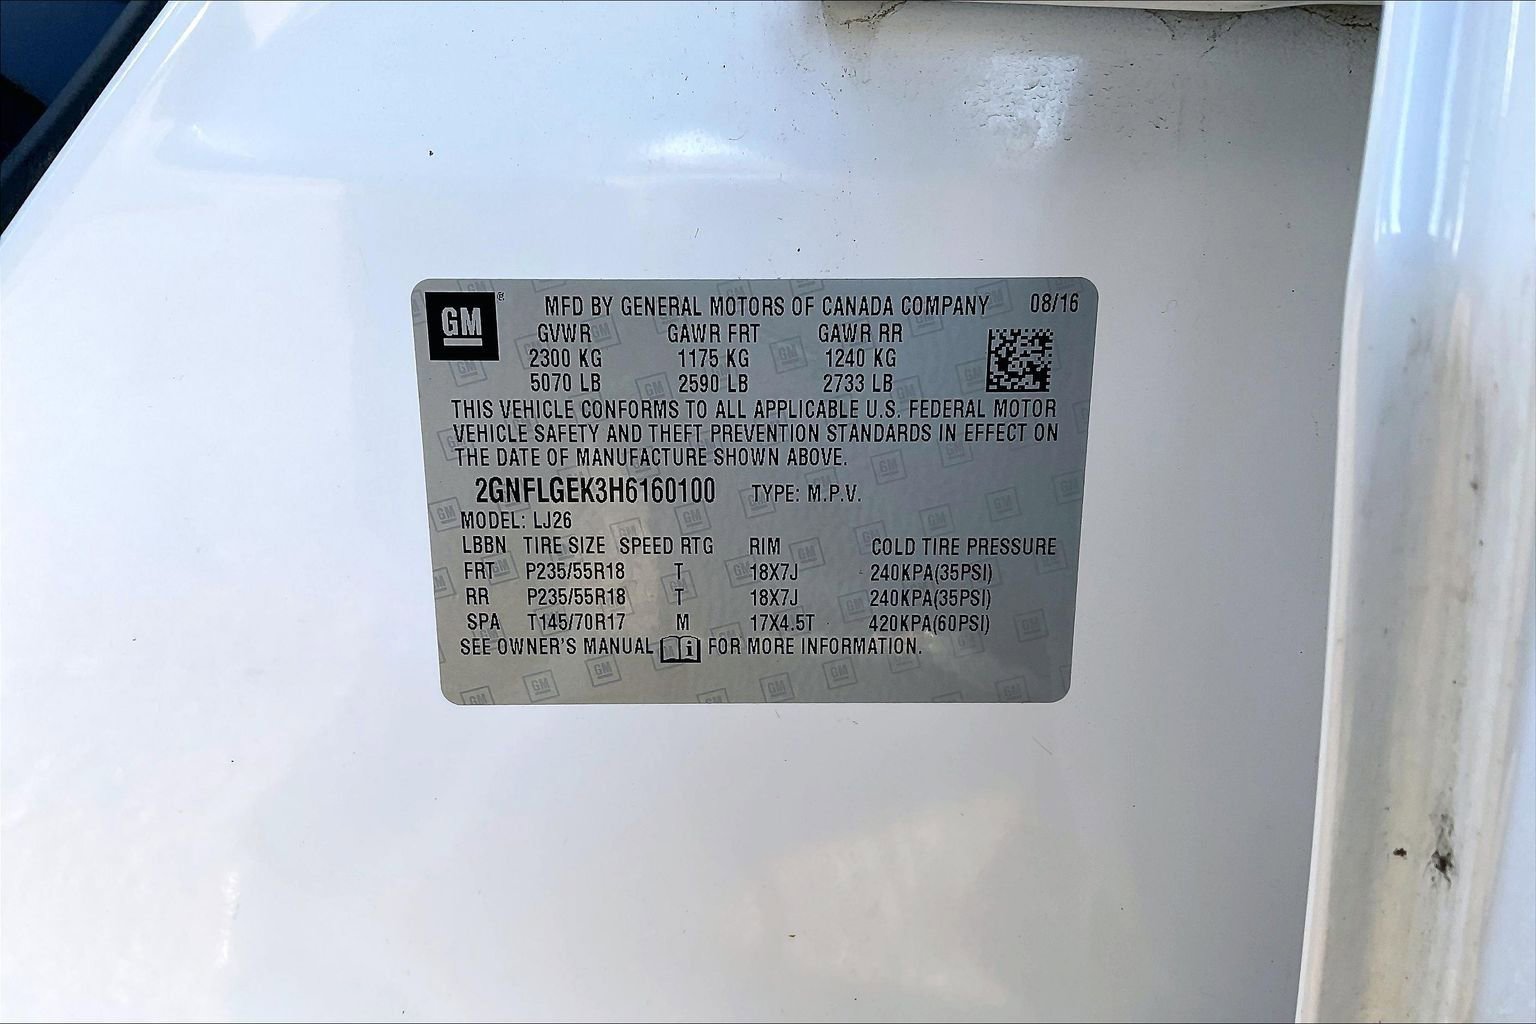 GM ® MFD BY GENERAL MOTORS OF CANADA COMPANY 08/16
GVWR GAWR FRT GAWR RR
2300 KG 1175 KG 1240 KG
5070 LB 2590 LB 2733 LB
THIS VEHICLE CONFORMS TO ALL APPLICABLE U.S. FEDERAL MOTOR
VEHICLE SAFETY AND THEFT PREVENTION STANDARDS IN EFFECT ON
THE DATE OF MANUFACTURE SHOWN ABOVE.
2GNFLGEK3H6160100 TYPE: M.P.V.
MODEL: LJ26
LBBN TIRE SIZE SPEED RTG RIM COLD TIRE PRESSURE
FRT P235/55R18 T 18X7J 240KPA(35PSI)
RR P235/55R18 T 18X7J 240KPA(35PSI)
SPA T145/70R17 M 17X4.5T 420KPA(60PSI)
SEE OWNER'S MANUAL i FOR MORE INFORMATION.